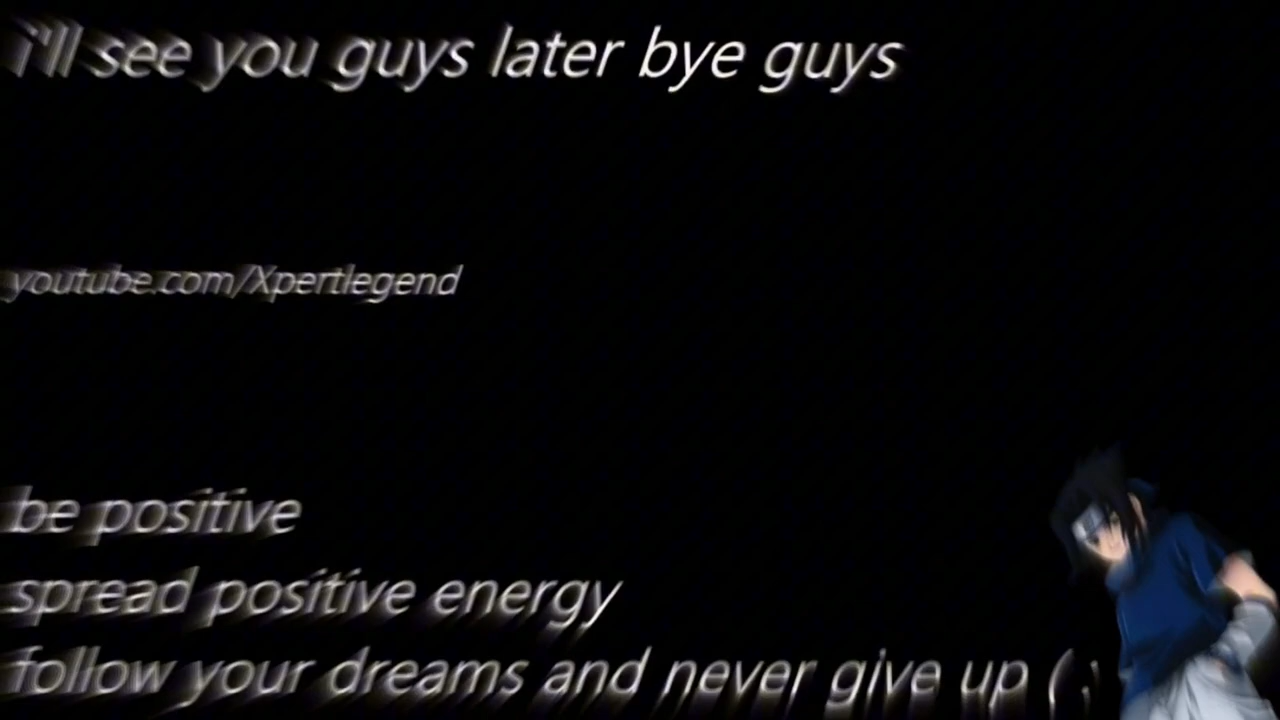 i'll see you guys later bye guys
youtube.com/Xpertlegend
be positive
spread positive energy
follow your dreams and never give up ( ;